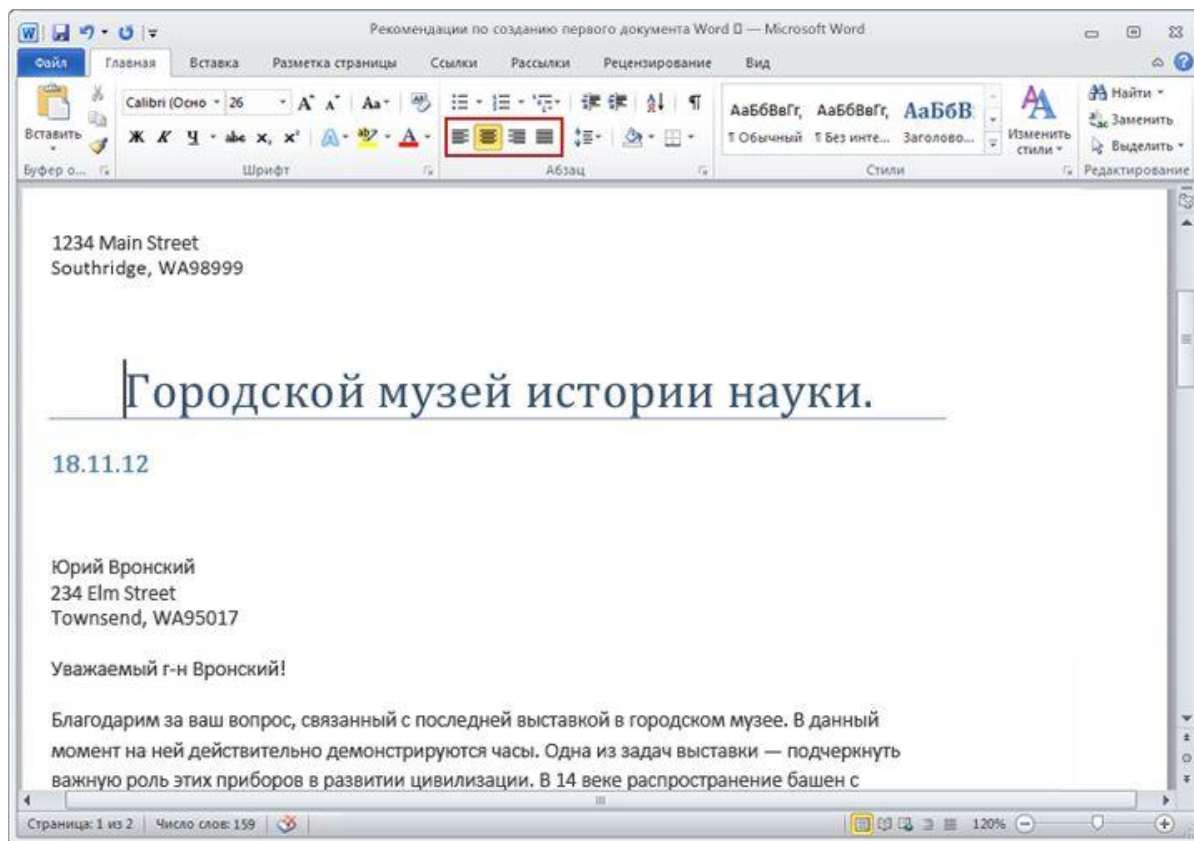 Рекомендации по созданию первого документа Word — Microsoft Word
Файл Главная Вставка Разметка страницы Ссылки Рассылки Рецензирование Вид
Вставить
Calibri (Осно 26 Aa
Ж К Ч abc x, x² A ab A
АаБбВвГг, АаБбВвГг, АаБбВ
¶ Обычный ¶ Без инте... Заголово...
Изменить стили
Найти
Заменить
Выделить
Буфер о... Шрифт Абзац Стили Редактирование
1234 Main Street
Southridge, WA98999
Городской музей истории науки.
18.11.12
Юрий Вронский
234 Elm Street
Townsend, WA95017
Уважаемый г-н Вронский!
Благодарим за ваш вопрос, связанный с последней выставкой в городском музее. В данный
момент на ней действительно демонстрируются часы. Одна из задач выставки — подчеркнуть
важную роль этих приборов в развитии цивилизации. В 14 веке распространение башен с
Страница: 1 из 2 Число слов: 159 120%